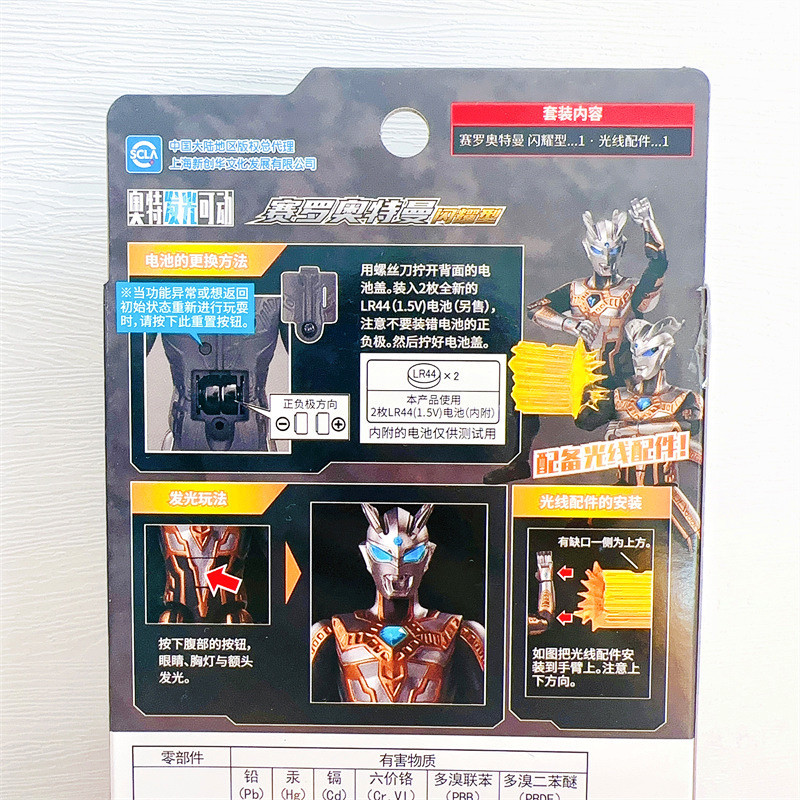 套装内容
赛罗奥特曼 闪耀型…1 · 光线配件…1
SCLA
中国大陆地区版权总代理
上海新创华文化发展有限公司
奥特发光可动
赛罗奥特曼 闪耀型
电池的更换方法
※当功能异常或想返回
初始状态重新进行玩耍
时,请按下此重置按钮。
用螺丝刀拧开背面的电
池盖。装入2枚全新的
LR44(1.5V)电池(另售),
注意不要装错电池的正
负极。然后拧好电池盖。
正负极方向
⊖ ⊕
LR44 ×2
本产品使用
2枚LR44(1.5V)电池(内附)
内附的电池仅供测试用
配备光线配件!
发光玩法
按下腹部的按钮,
眼睛、胸灯与额头
发光。
光线配件的安装
有缺口一侧为上方。
如图把光线配件安
装到手臂上。注意上
下方向。
零部件 有害物质
铅 汞 镉 六价铬 多溴联苯 多溴二苯醚
(Pb) (Hg) (Cd) (Cr.VI) (PBB) (PBDE)